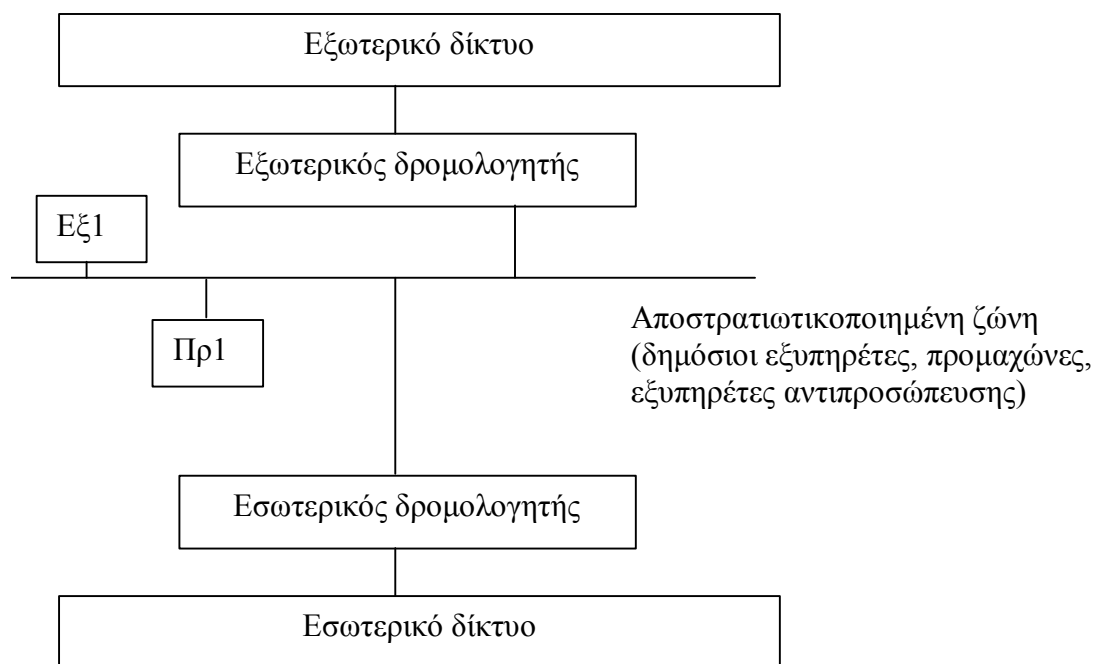 Εξωτερικό δίκτυο
Εξωτερικός δρομολογητής
Εξ1
Πρ1
Αποστρατιωτικοποιημένη ζώνη
(δημόσιοι εξυπηρέτες, προμαχώνες,
εξυπηρέτες αντιπροσώπευσης)
Εσωτερικός δρομολογητής
Εσωτερικό δίκτυο